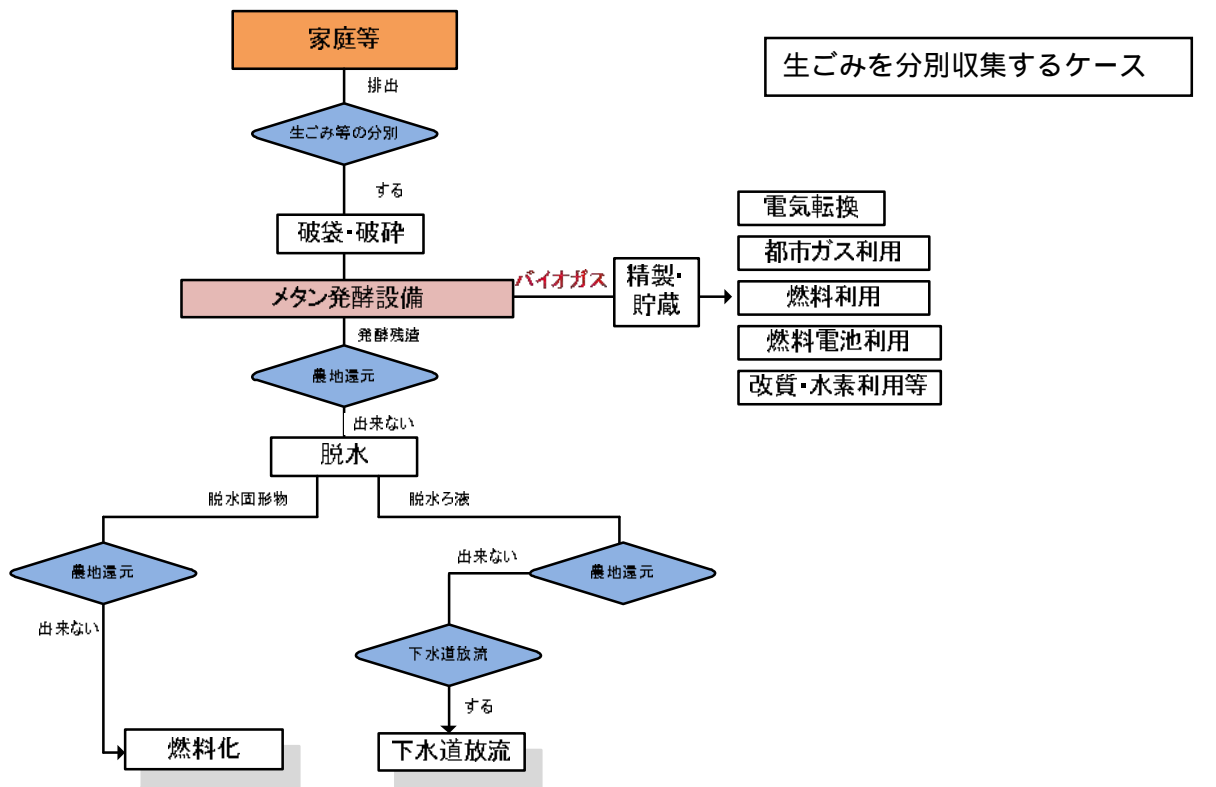 家庭等
生ごみを分別収集するケース
排出
生ごみ等の分別
する
破袋・破砕
電気転換
都市ガス利用
バイオガス
精製・
貯蔵
メタン発酵設備
燃料利用
発酵残渣
燃料電池利用
農地還元
改質・水素利用等
出来ない
脱水
脱水固形物
脱水ろ液
農地還元
出来ない
農地還元
出来ない
下水道放流
する
燃料化
下水道放流